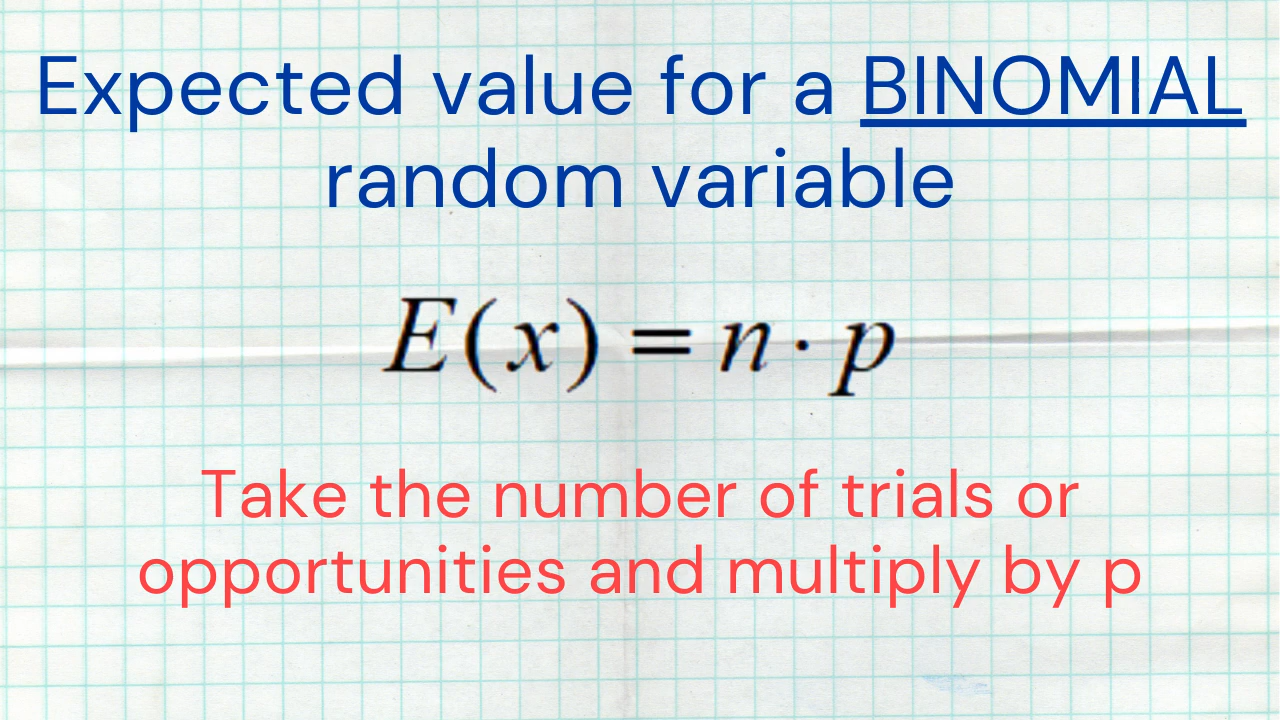 Expected value for a BINOMIAL
random variable
E(x) = n · p
Take the number of trials or
opportunities and multiply by p